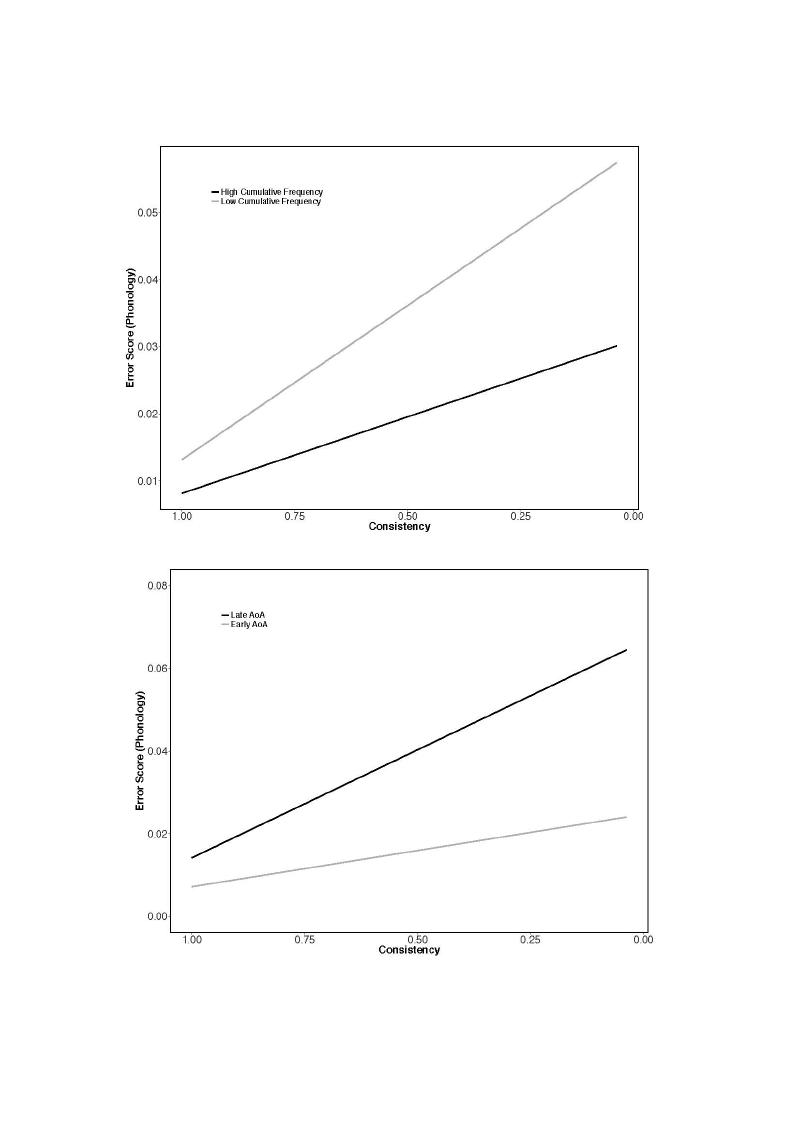 High Cumulative Frequency
Low Cumulative Frequency
Error Score (Phonology)
0.05
0.04
0.03
0.02
0.01
1.00 0.75 0.50 0.25 0.00
Consistency
Late AoA
Early AoA
Error Score (Phonology)
0.08
0.06
0.04
0.02
0.00
1.00 0.75 0.50 0.25 0.00
Consistency